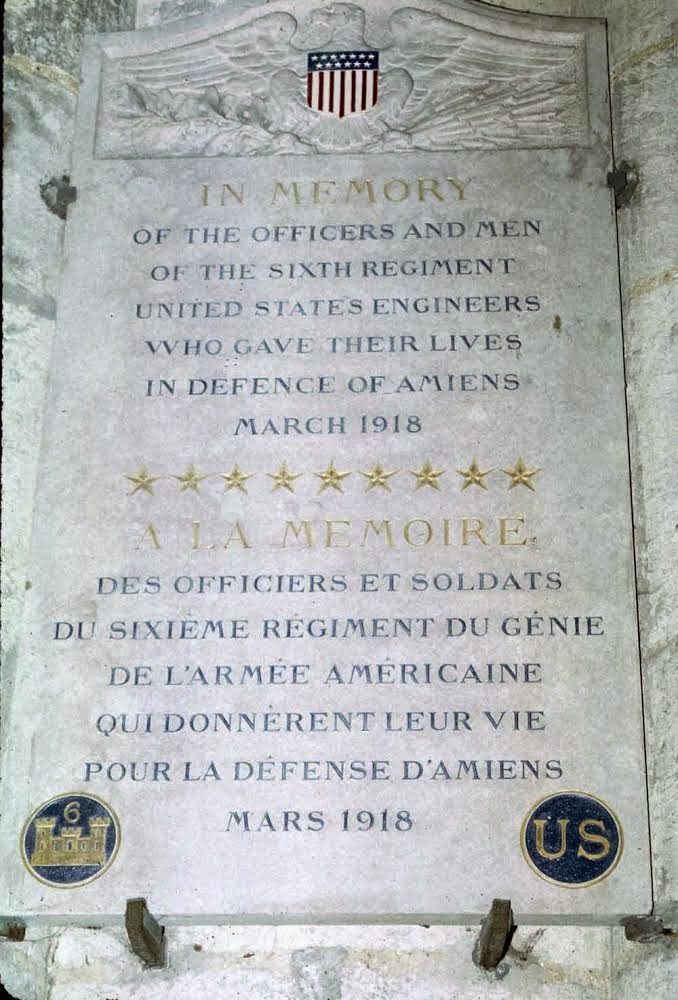 IN MEMORY
OF THE OFFICERS AND MEN
OF THE SIXTH REGIMENT
UNITED STATES ENGINEERS
WHO GAVE THEIR LIVES
IN DEFENCE OF AMIENS
MARCH 1918
A LA MEMOIRE
DES OFFICIERS ET SOLDATS
DU SIXIÈME RÉGIMENT DU GÉNIE
DE L'ARMÉE AMÉRICAINE
QUI DONNÈRENT LEUR VIE
POUR LA DÉFENSE D'AMIENS
MARS 1918
6
US